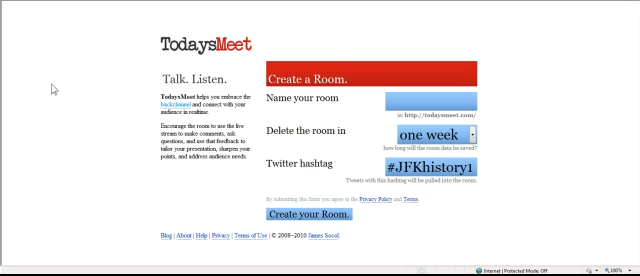 TodaysMeet
Talk. Listen.
TodaysMeet helps you embrace the
backchannel and connect with your
audience in realtime.
Encourage the room to use the live
stream to make comments, ask
questions, and use that feedback to
tailor your presentation, sharpen your
points, and address audience needs.
Create a Room.
Name your room
ie: http://todaysmeet.com/
Delete the room in
one week
how long will the room data be saved?
Twitter hashtag
#JFKhistory1
Tweets with this hashtag will be pulled into the room.
By submitting this form you agree to the Privacy Policy and Terms.
Create your Room.
Blog | About | Help | Privacy | Terms of Use | © 2008-2010 James Socol.
Internet | Protected Mode: Off
100%